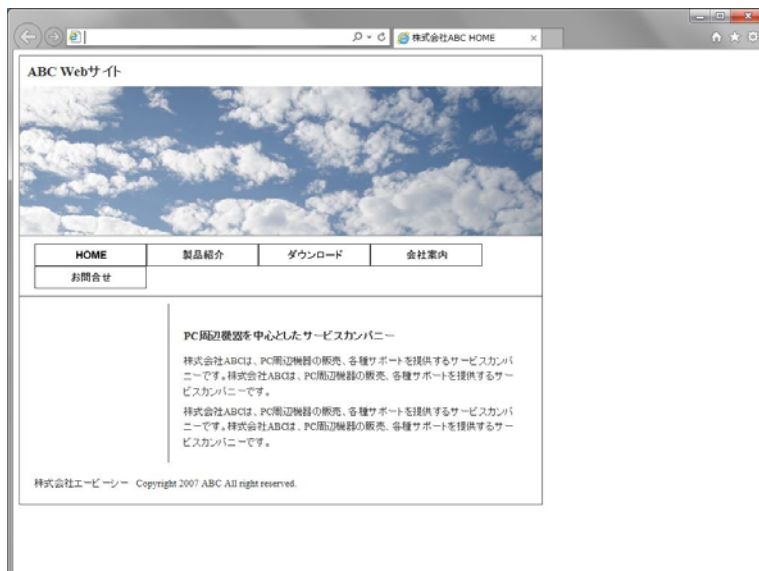 株式会社ABC HOME
ABC Webサイト
HOME
製品紹介
ダウンロード
会社案内
お問合せ
PC周辺機器を中心としたサービスカンパニー
株式会社ABCは、PC周辺機器の販売、各種サポートを提供するサービスカンパ
ニーです。株式会社ABCは、PC周辺機器の販売、各種サポートを提供するサー
ビスカンパニーです。
株式会社ABCは、PC周辺機器の販売、各種サポートを提供するサービスカンパ
ニーです。株式会社ABCは、PC周辺機器の販売、各種サポートを提供するサー
ビスカンパニーです。
株式会社エービーシー Copyright 2007 ABC All right reserved.